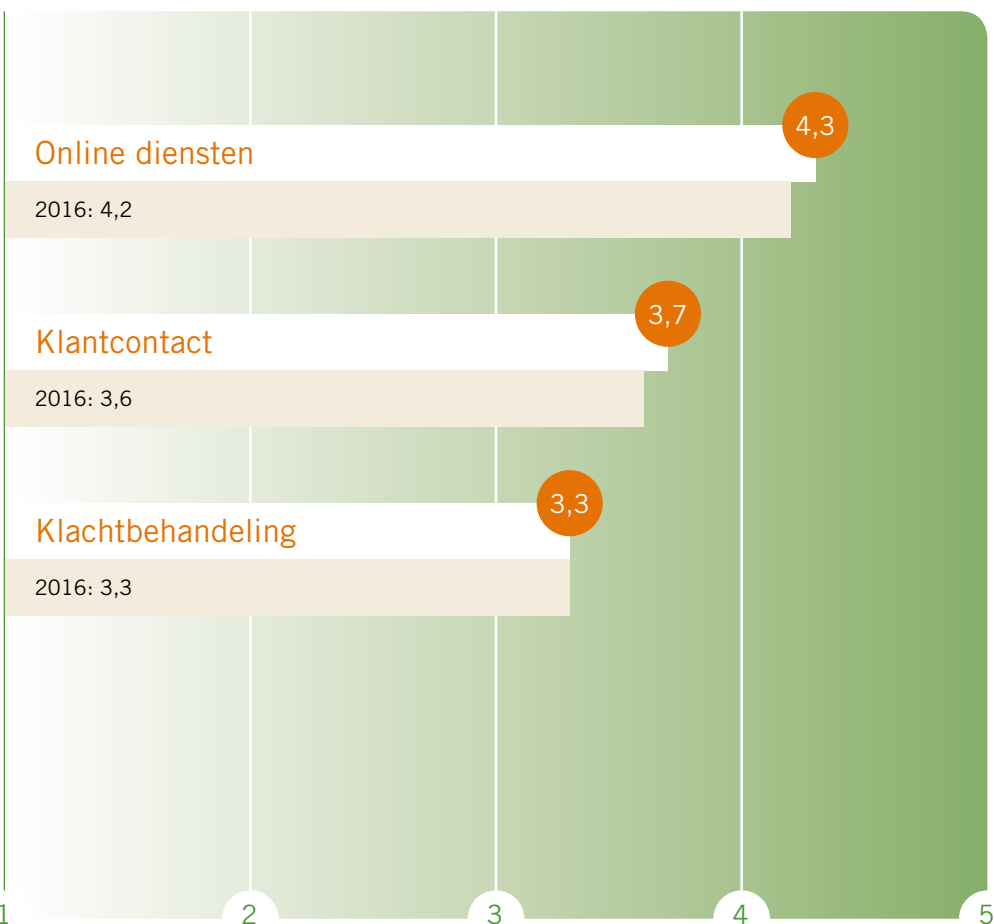 4,3
Online diensten
2016: 4,2
3,7
Klantcontact
2016: 3,6
3,3
Klachtbehandeling
2016: 3,3
1 2 3 4 5